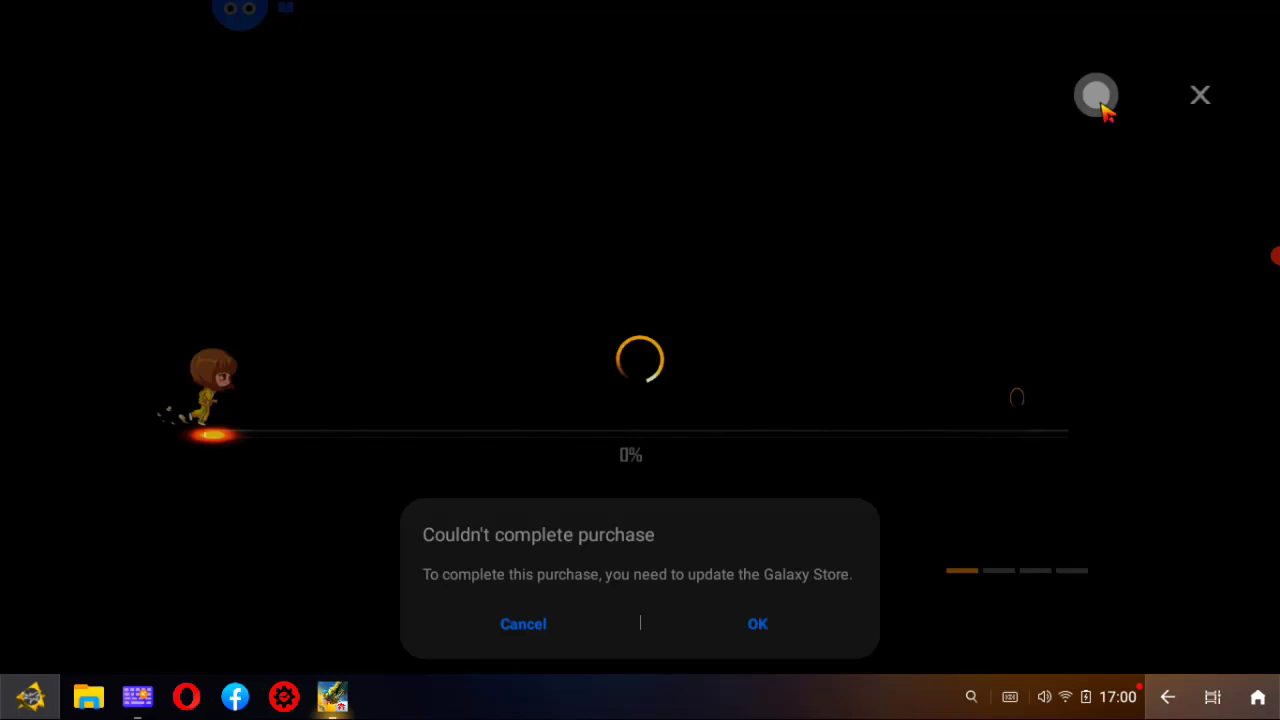 0%
Couldn't complete purchase
To complete this purchase, you need to update the Galaxy Store.
Cancel
OK
17:00